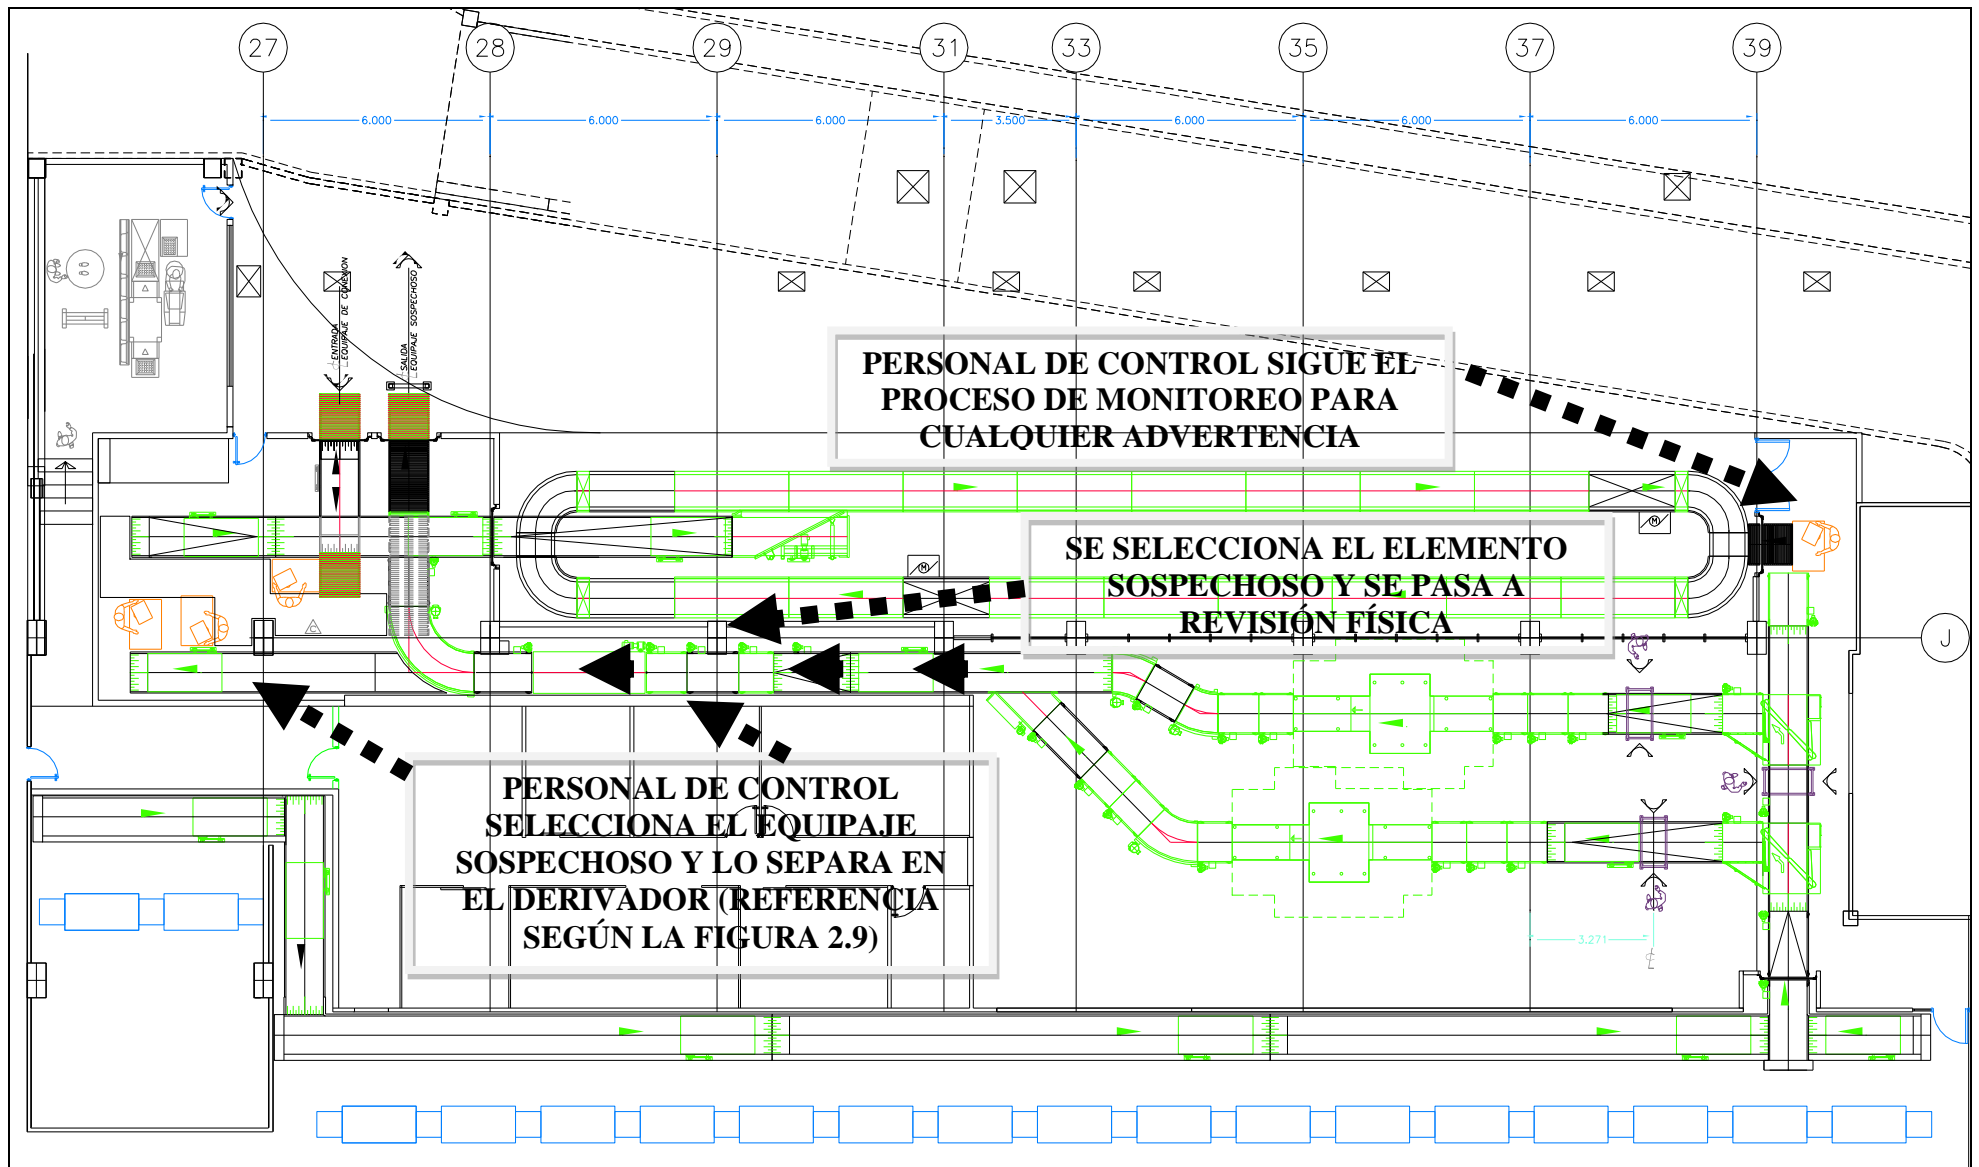 27 28 29 31 33 35 37 39
6.000 6.000 6.000 3.500 6.000 6.000 6.000
ENTRADA
EQUIPAJE DE CONEXION
SALIDA
EQUIPAJE SOSPECHOSO
PERSONAL DE CONTROL SIGUE EL
PROCESO DE MONITOREO PARA
CUALQUIER ADVERTENCIA
M
SE SELECCIONA EL ELEMENTO
SOSPECHOSO Y SE PASA A
REVISIÓN FÍSICA
M
J
PERSONAL DE CONTROL
SELECCIONA EL EQUIPAJE
SOSPECHOSO Y LO SEPARA EN
EL DERIVADOR (REFERENCIA
SEGÚN LA FIGURA 2.9)
3.271